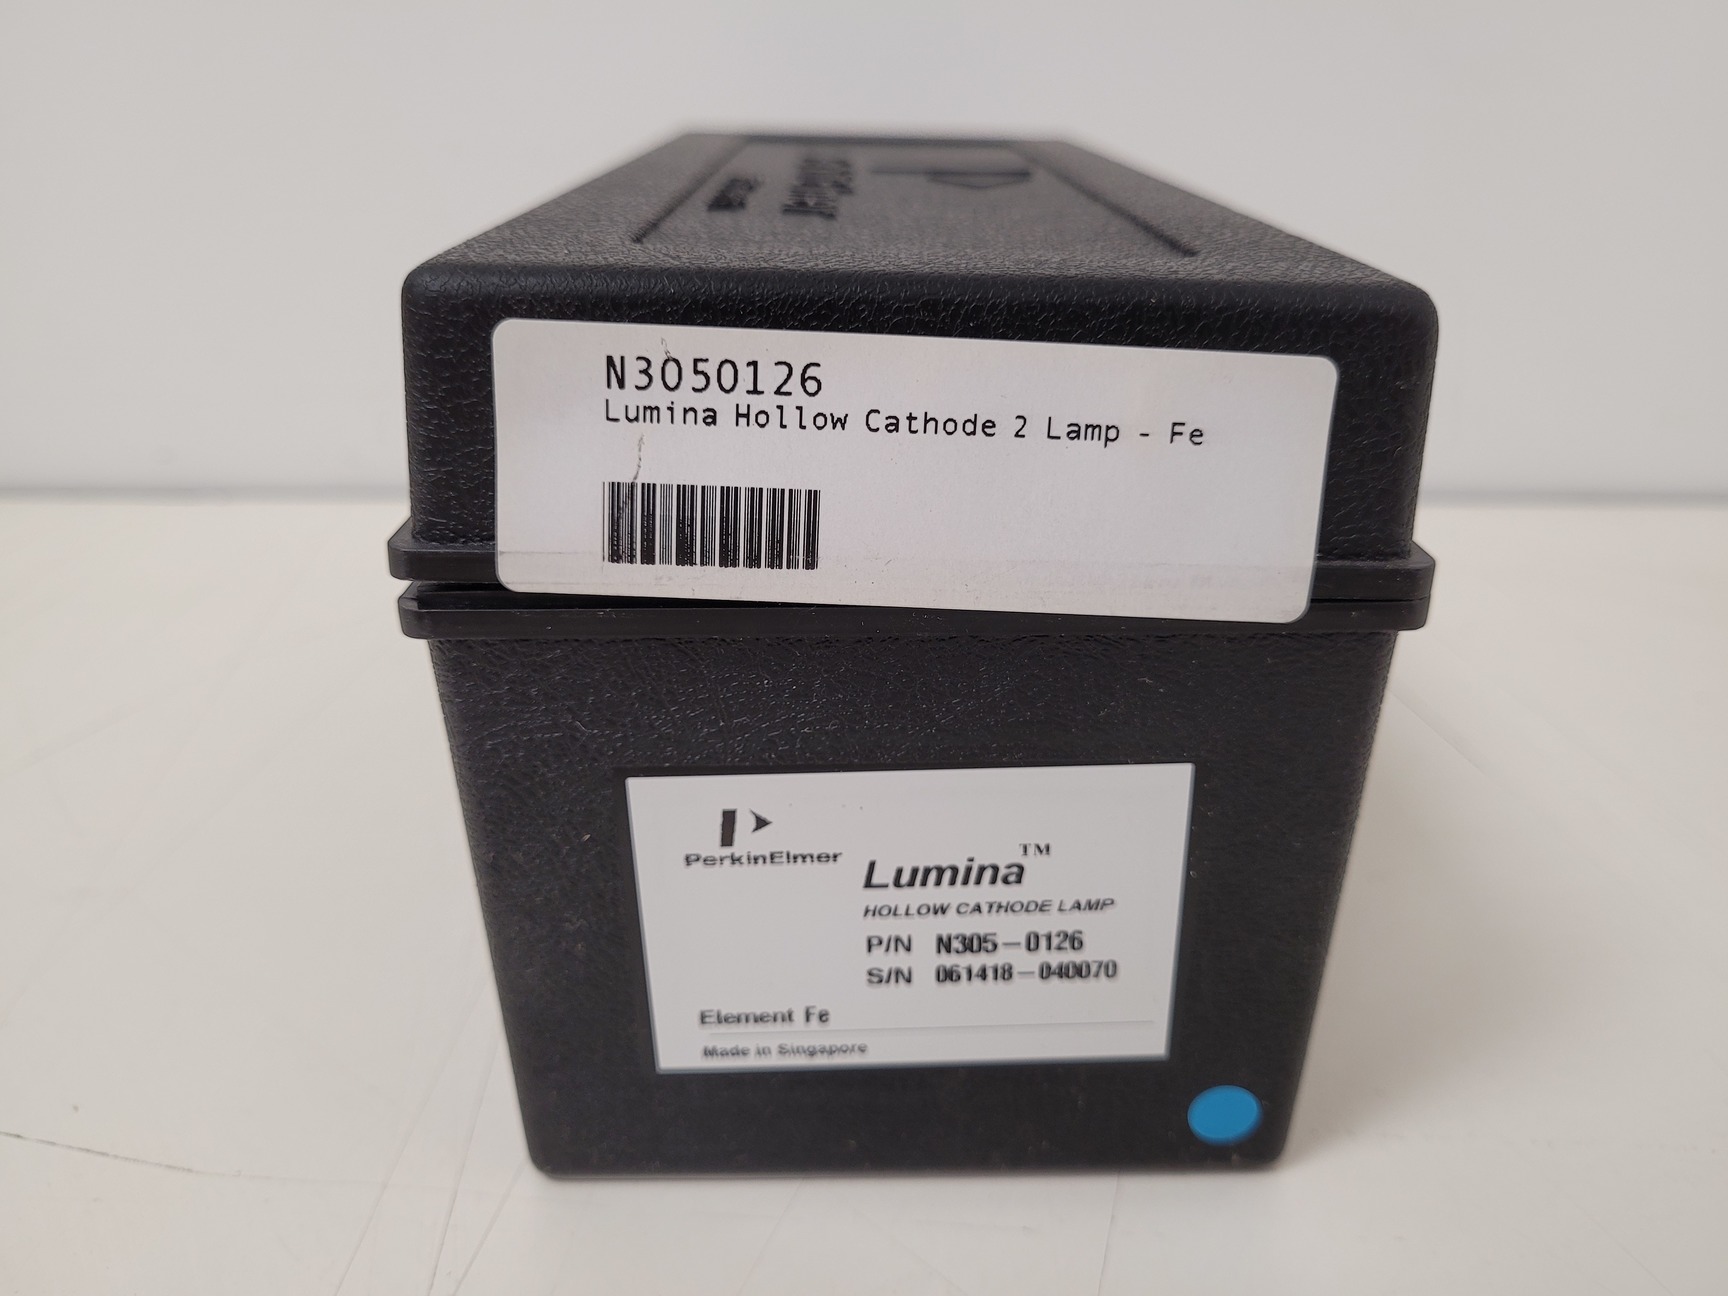 N3050126
Lumina Hollow Cathode 2 Lamp - Fe
PerkinElmer
Lumina™
HOLLOW CATHODE LAMP
P/N N305-0126
S/N 061418-040070
Element Fe
Made in Singapore